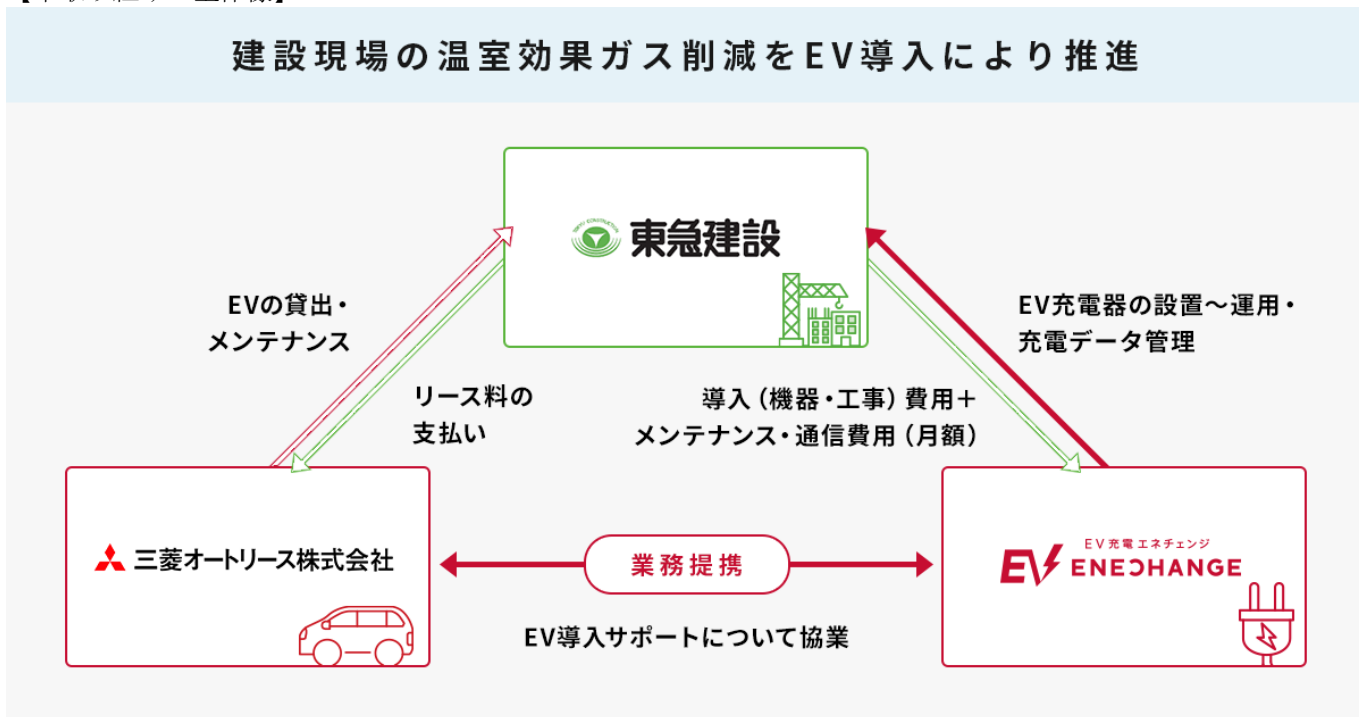 建設現場の温室効果ガス削減をEV導入により推進
東急建設
EVの貸出・
メンテナンス
リース料の
支払い
EV充電器の設置〜運用・
充電データ管理
導入（機器・工事）費用＋
メンテナンス・通信費用（月額）
三菱オートリース株式会社
業務提携
EV導入サポートについて協業
EV充電エネチェンジ
EV ENECHANGE